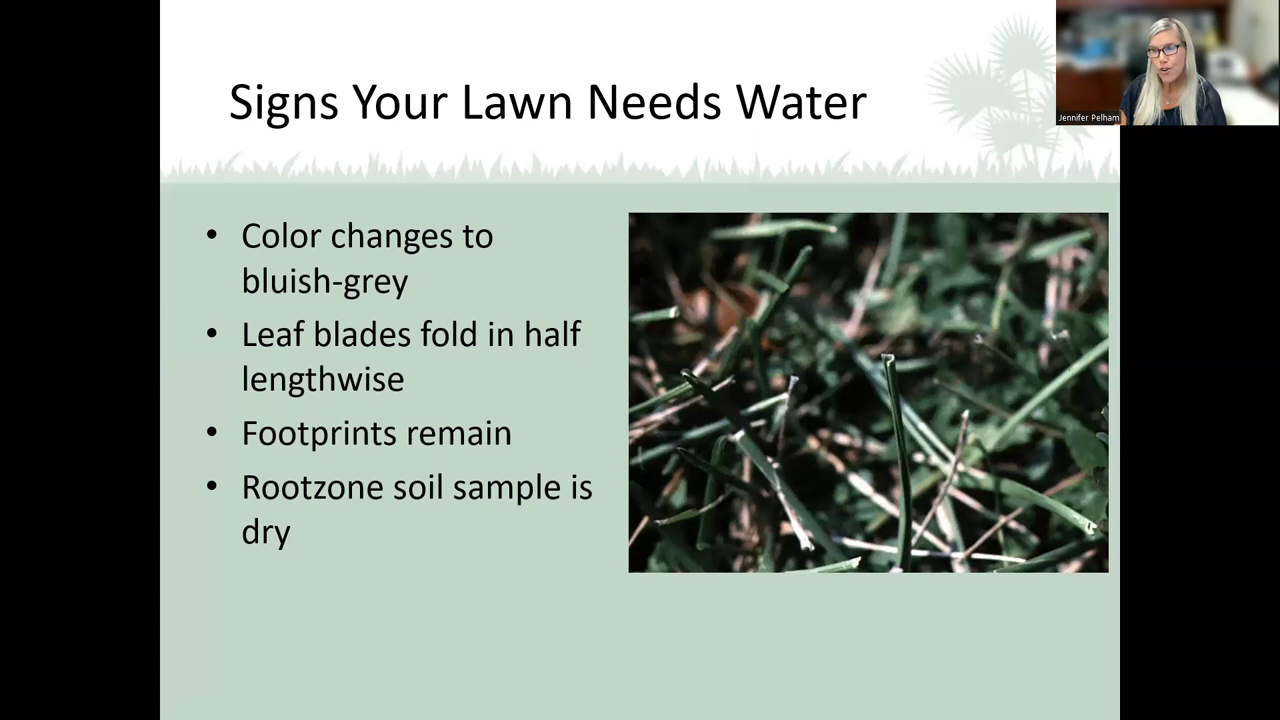 Signs Your Lawn Needs Water
Jennifer Pelham
• Color changes to
bluish-grey
• Leaf blades fold in half
lengthwise
• Footprints remain
• Rootzone soil sample is
dry